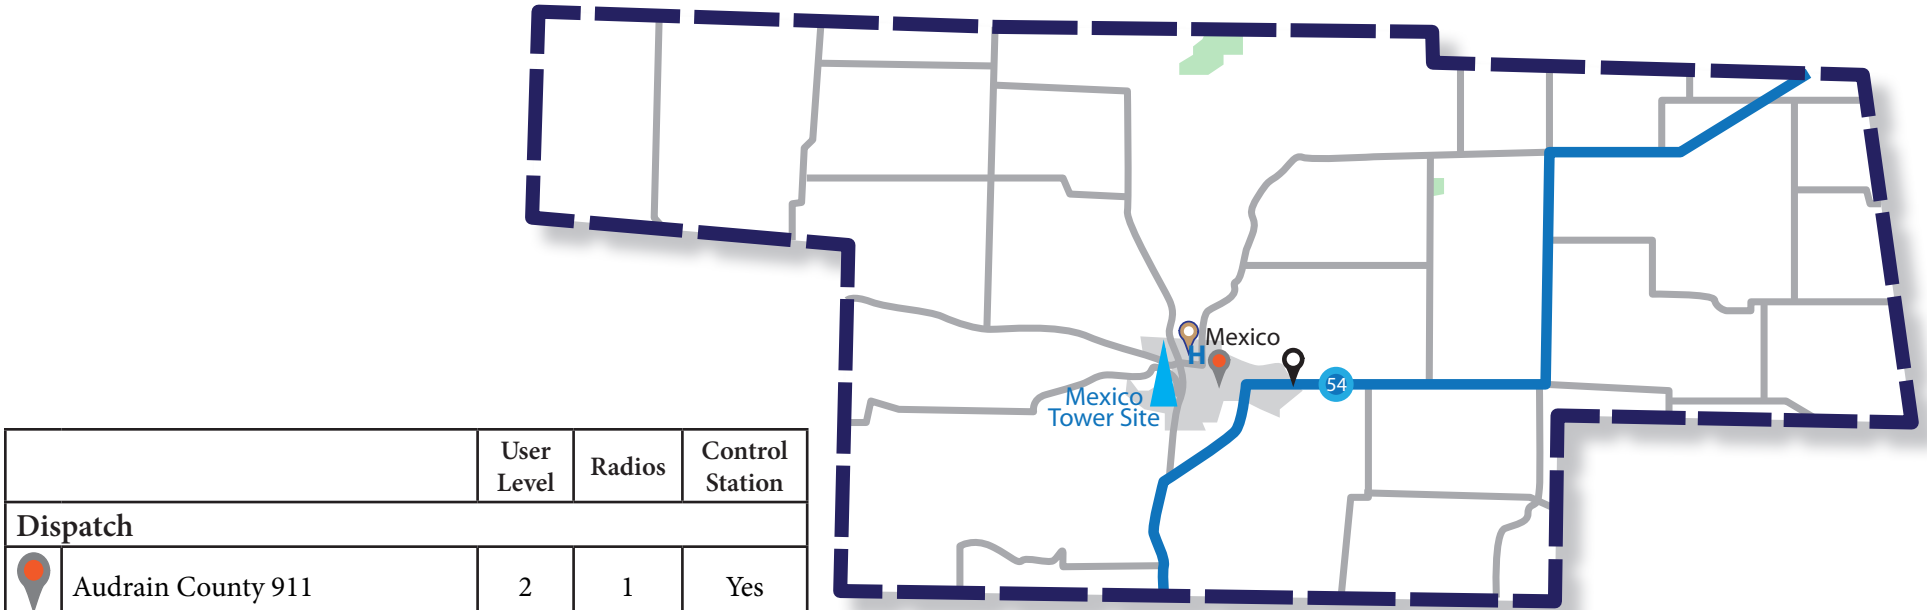 Mexico
H
54
Mexico
Tower Site
User Level
Radios
Control Station
Dispatch
Audrain County 911 2 1 Yes